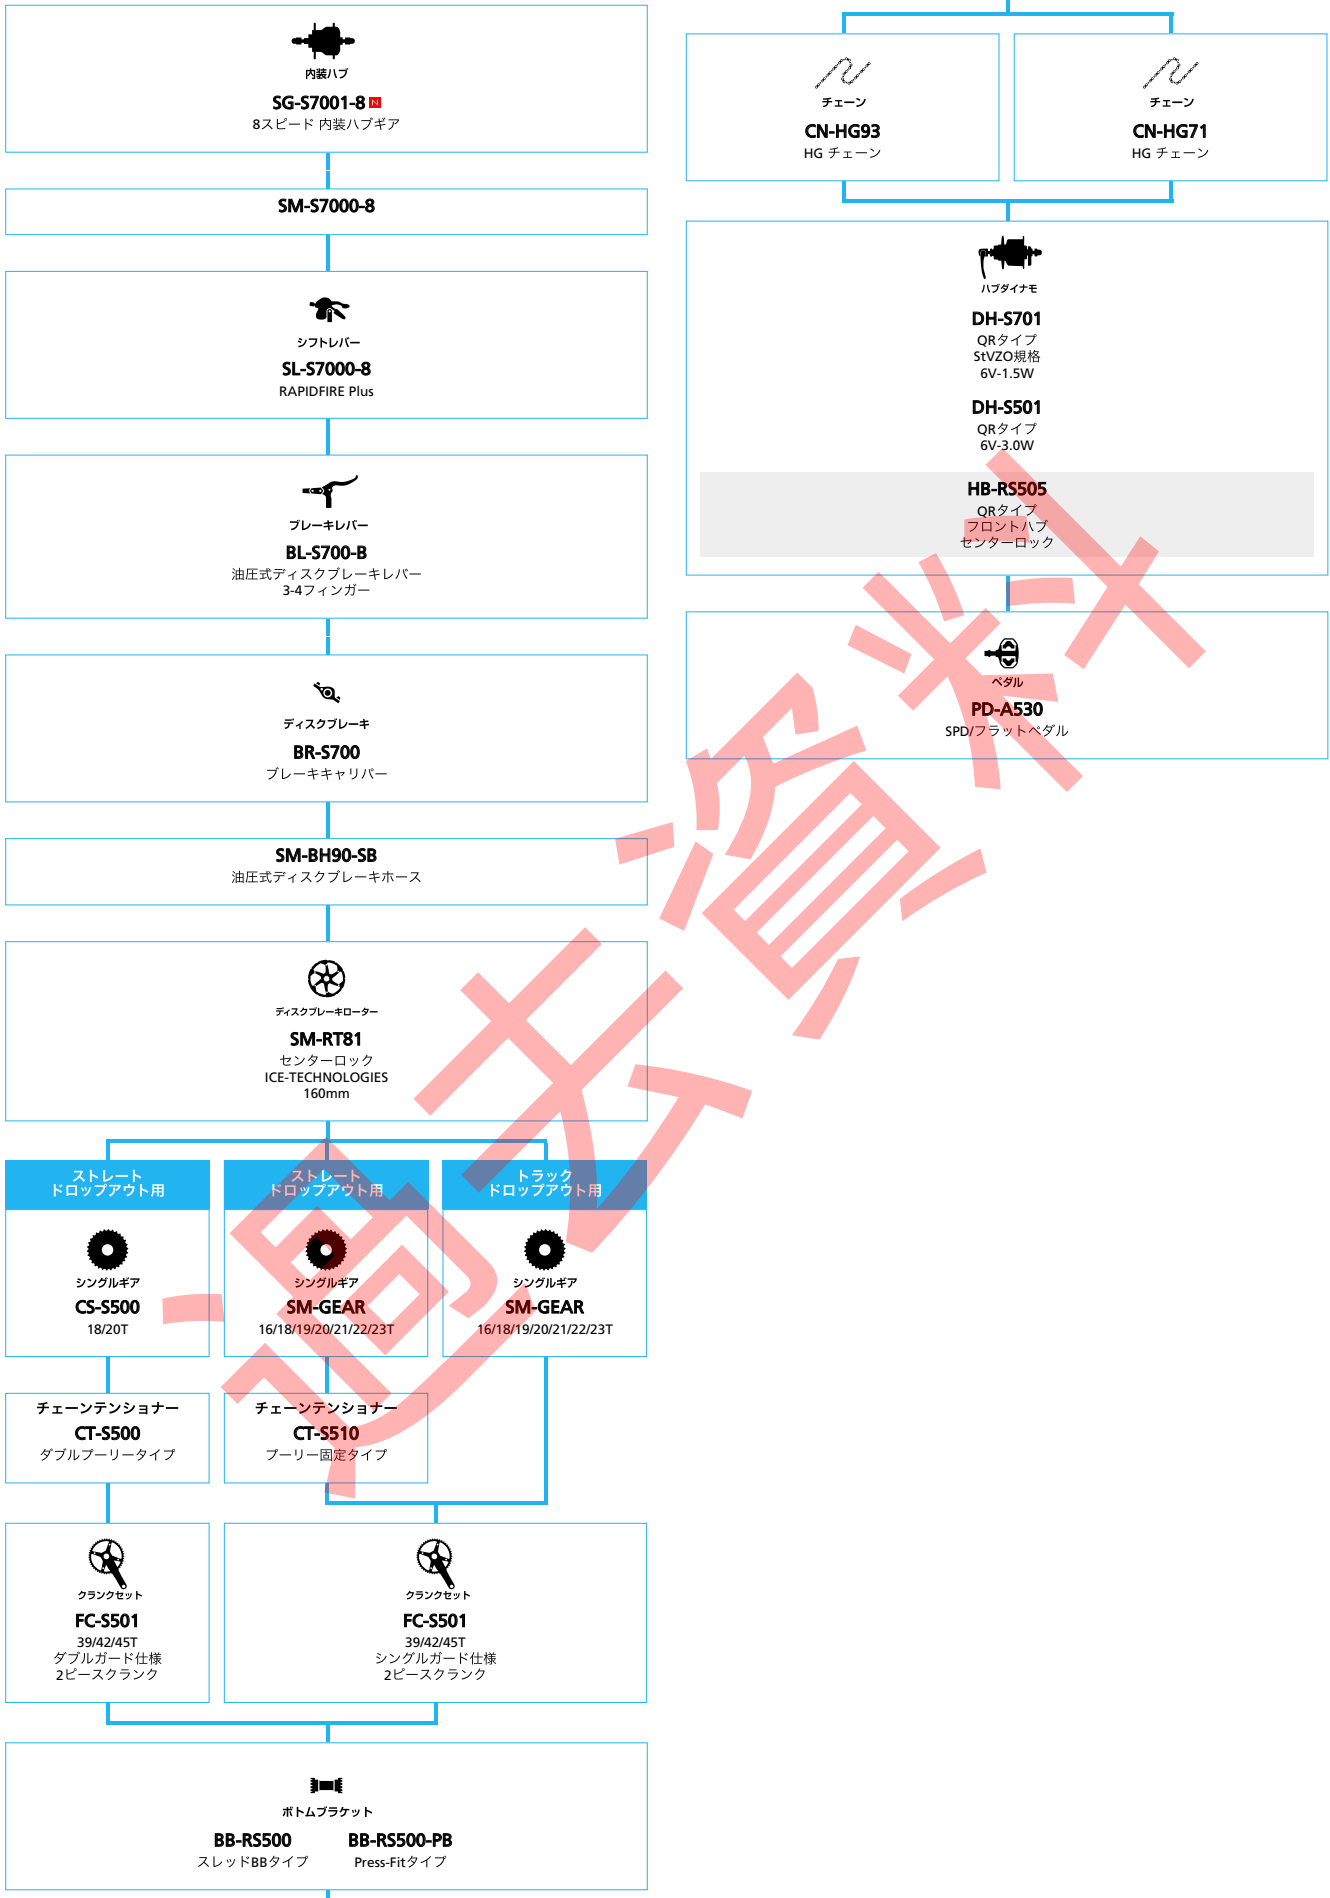 内装ハブ
SG-S7001-8 N
8スピード 内装ハブギア
SM-S7000-8
シフトレバー
SL-S7000-8
RAPIDFIRE Plus
ブレーキレバー
BL-S700-B
油圧式ディスクブレーキレバー
3-4フィンガー
ディスクブレーキ
BR-S700
ブレーキキャリパー
SM-BH90-SB
油圧式ディスクブレーキホース
ディスクブレーキローター
SM-RT81
センターロック
ICE-TECHNOLOGIES
160mm
ストレート
ドロップアウト用
シングルギア
CS-S500
18/20T
チェーンテンショナー
CT-S500
ダブルプーリータイプ
クランクセット
FC-S501
39/42/45T
ダブルガード仕様
2ピースクランク
ストレート
ドロップアウト用
シングルギア
SM-GEAR
16/18/19/20/21/22/23T
チェーンテンショナー
CT-S510
プーリー固定タイプ
トラック
ドロップアウト用
シングルギア
SM-GEAR
16/18/19/20/21/22/23T
クランクセット
FC-S501
39/42/45T
シングルガード仕様
2ピースクランク
ボトムブラケット
BB-RS500
スレッドBBタイプ
BB-RS500-PB
Press-Fitタイプ
チェーン
CN-HG93
HG チェーン
チェーン
CN-HG71
HG チェーン
ハブダイナモ
DH-S701
QRタイプ
StVZO規格
6V-1.5W
DH-S501
QRタイプ
6V-3.0W
HB-RS505
QRタイプ
フロントハブ
センターロック
ペダル
PD-A530
SPD/フラットペダル
過去資料